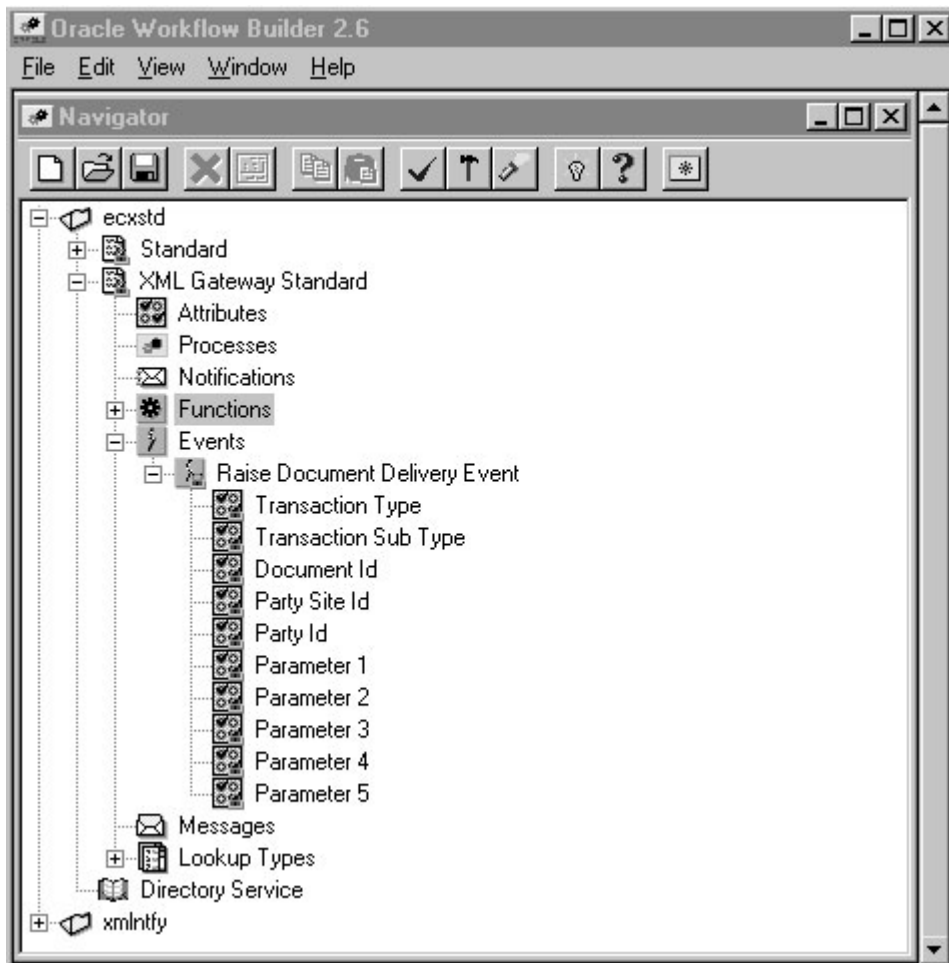 Oracle Workflow Builder 2.6
File Edit View Window Help
Navigator
ecxstd
Standard
XML Gateway Standard
Attributes
Processes
Notifications
Functions
Events
Raise Document Delivery Event
Transaction Type
Transaction Sub Type
Document Id
Party Site Id
Party Id
Parameter 1
Parameter 2
Parameter 3
Parameter 4
Parameter 5
Messages
Lookup Types
Directory Service
xmlntfy